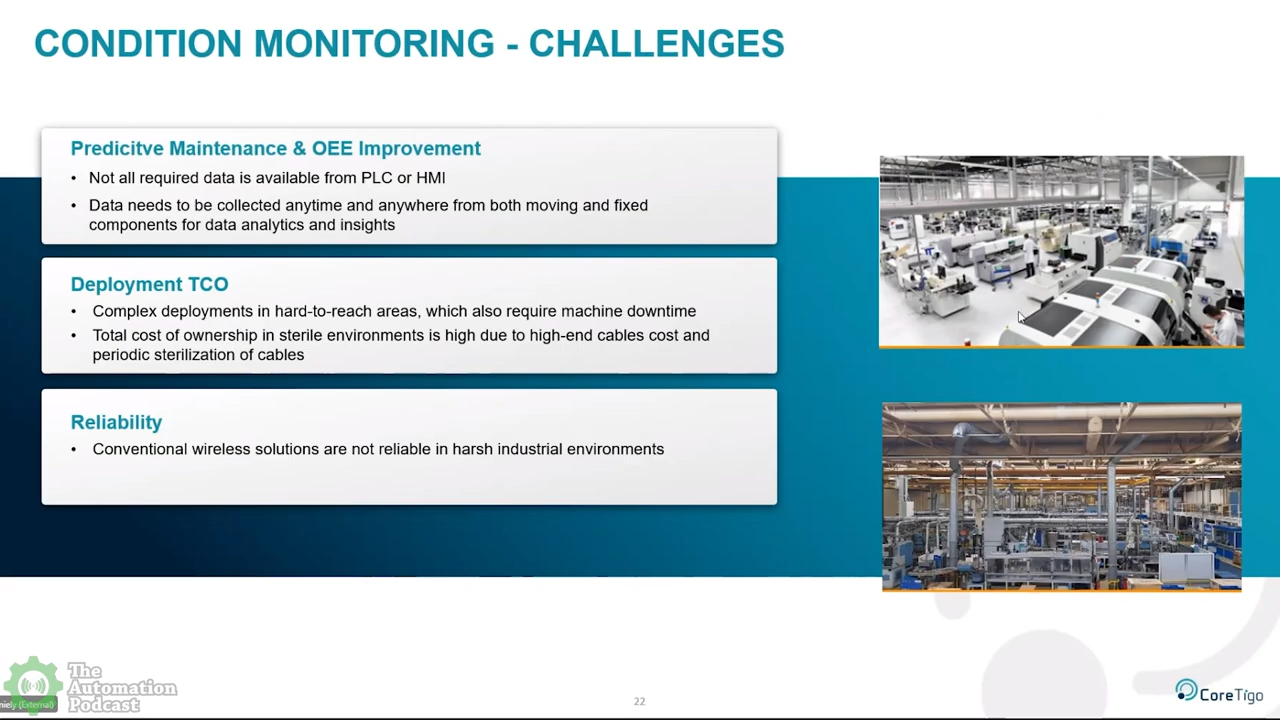 CONDITION MONITORING - CHALLENGES
Predicitve Maintenance & OEE Improvement
• Not all required data is available from PLC or HMI
• Data needs to be collected anytime and anywhere from both moving and fixed
components for data analytics and insights
Deployment TCO
• Complex deployments in hard-to-reach areas, which also require machine downtime
• Total cost of ownership in sterile environments is high due to high-end cables cost and
periodic sterilization of cables
Reliability
• Conventional wireless solutions are not reliable in harsh industrial environments
The
Automation
Podcast
(External)
22
CoreTigo